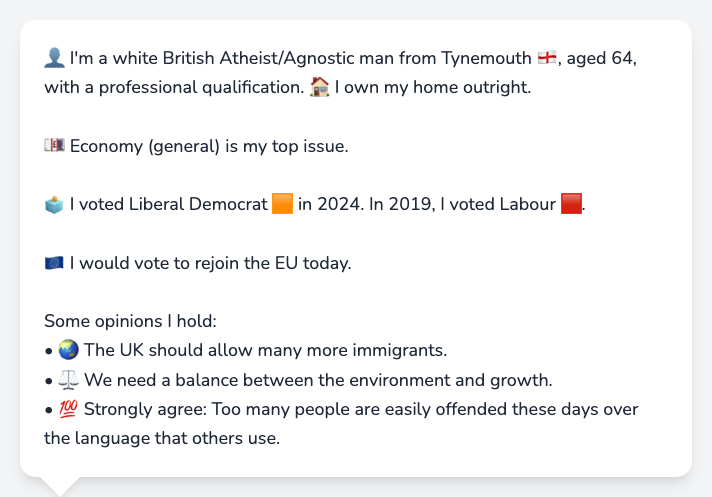 👤 I'm a white British Atheist/Agnostic man from Tynemouth 🏴󠁧󠁢󠁥󠁮󠁧󠁿, aged 64,
with a professional qualification. 🏠 I own my home outright.
💷 Economy (general) is my top issue.
🗳️ I voted Liberal Democrat 🟧 in 2024. In 2019, I voted Labour 🟥.
🇪🇺 I would vote to rejoin the EU today.
Some opinions I hold:
• 🌏 The UK should allow many more immigrants.
• ⚖️ We need a balance between the environment and growth.
• 💯 Strongly agree: Too many people are easily offended these days over
the language that others use.